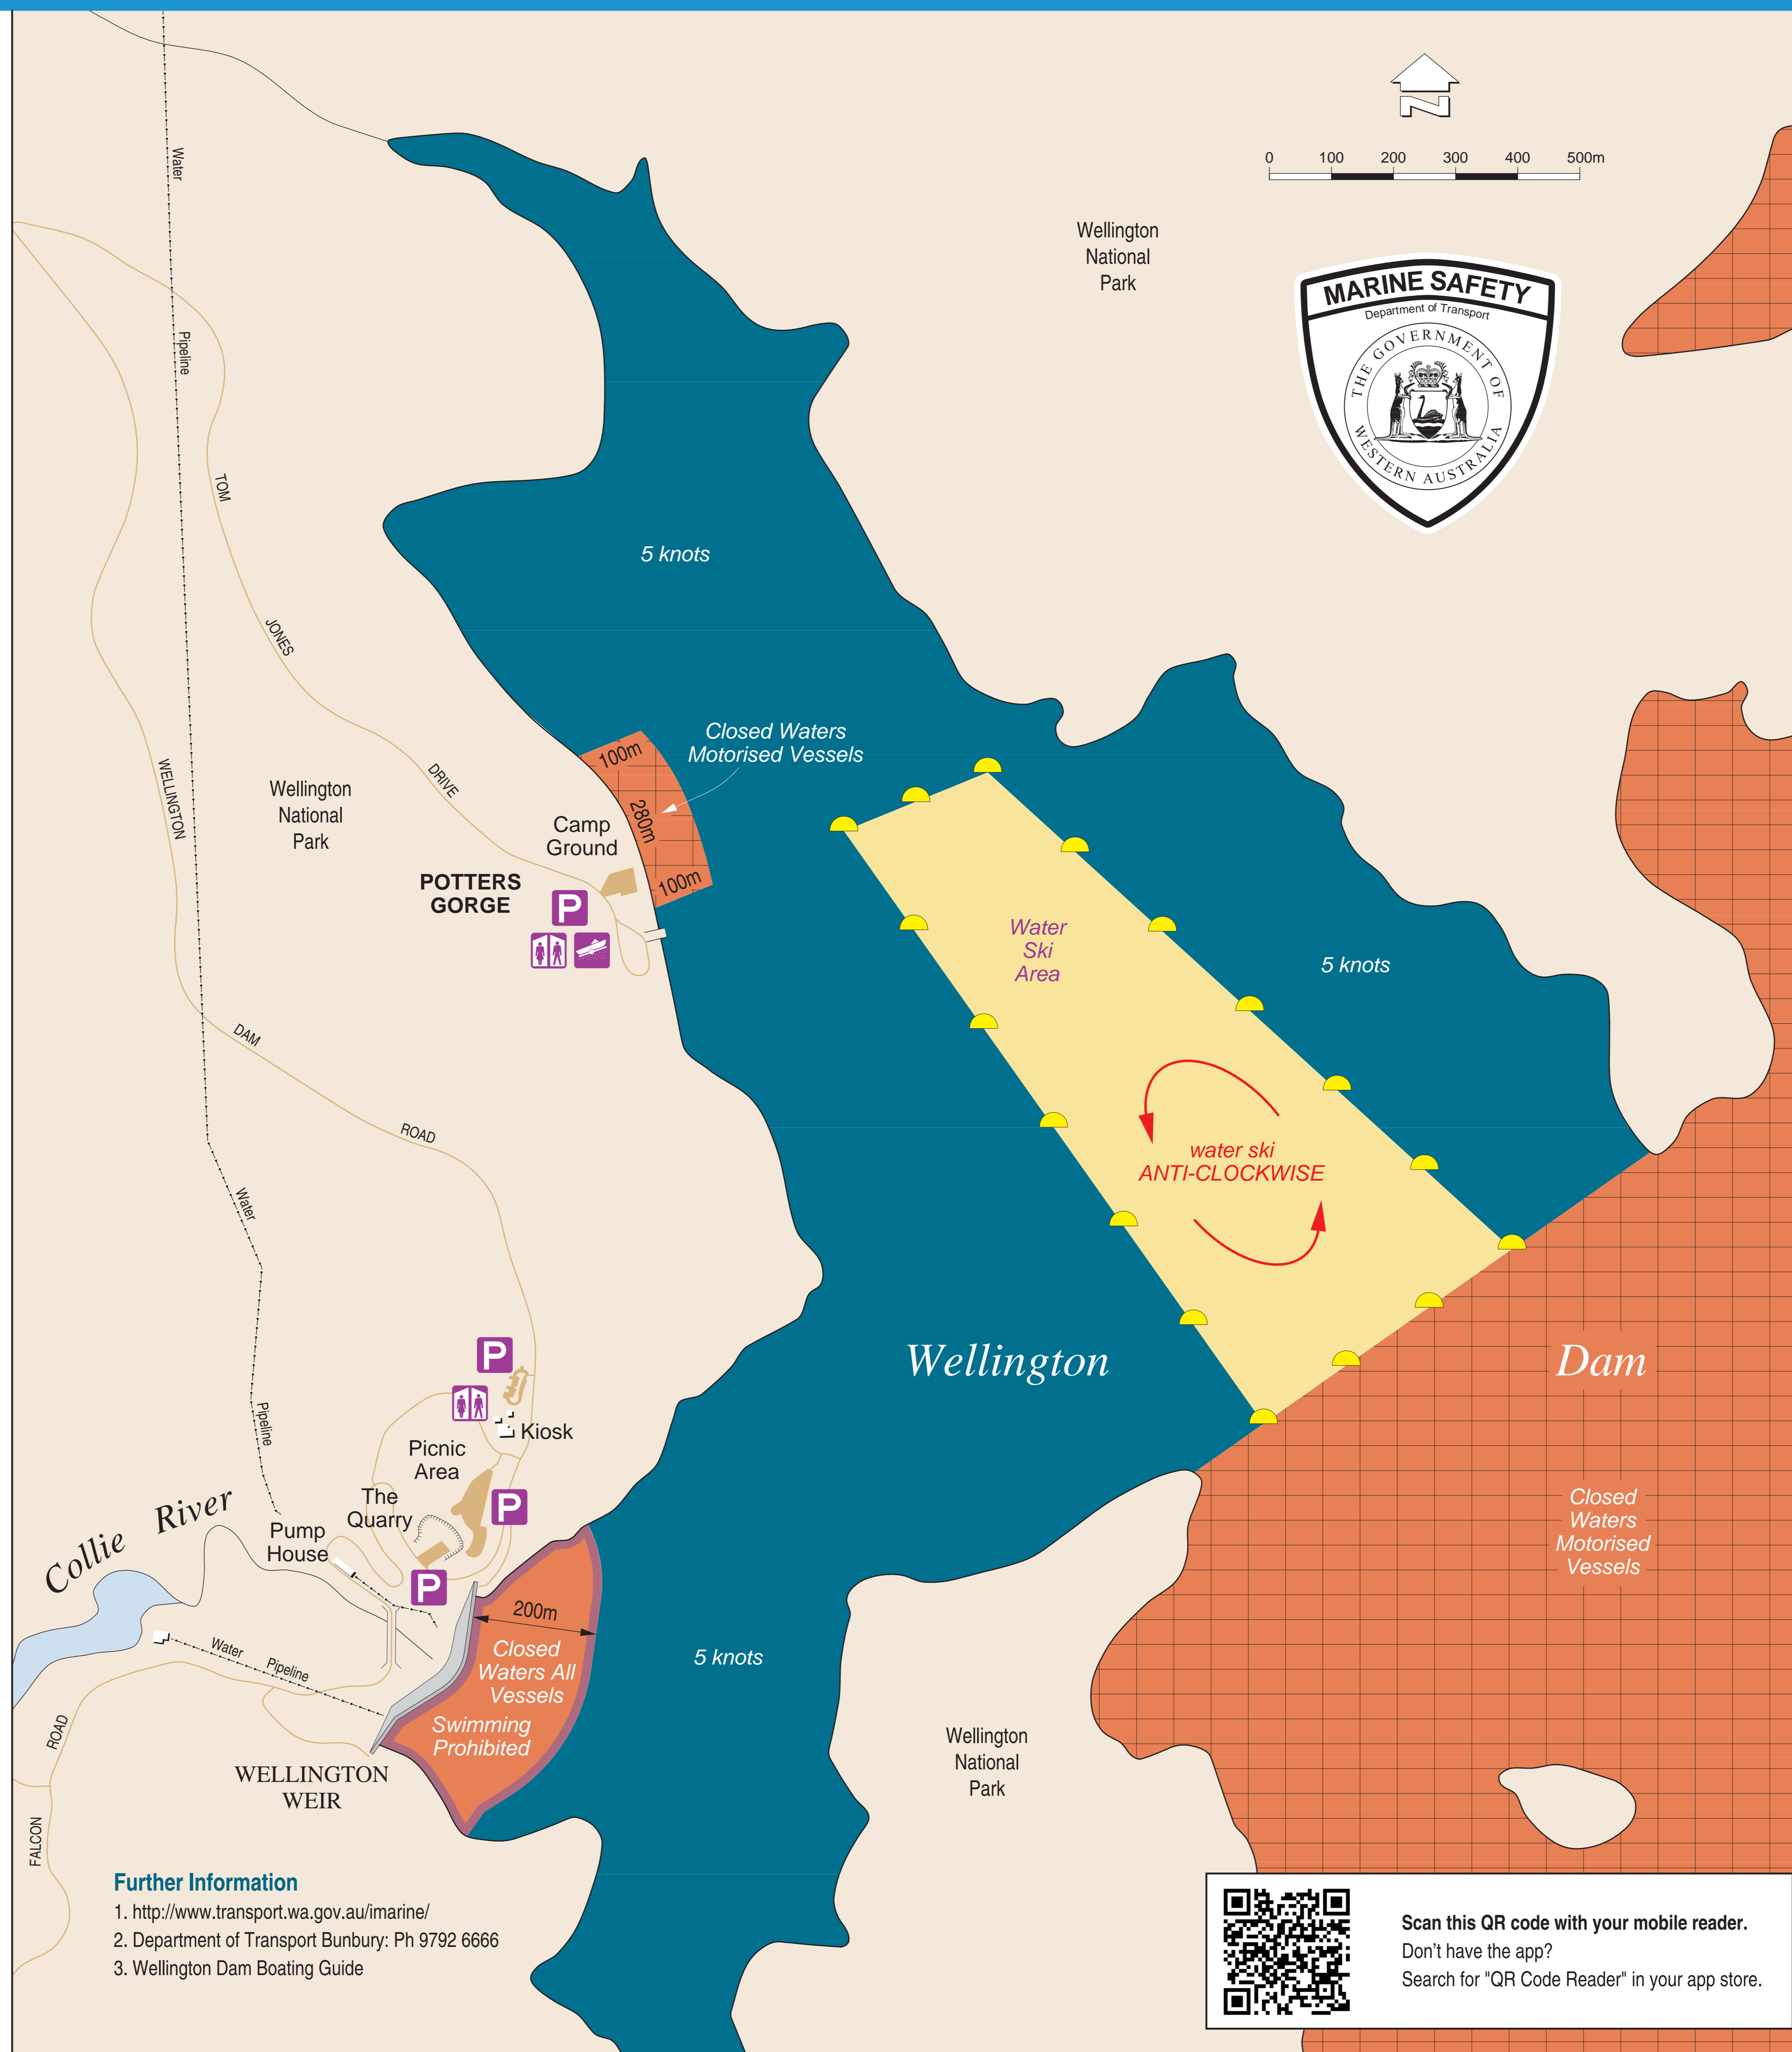 N
0 100 200 300 400 500m
Wellington
National
Park
MARINE SAFETY
Department of Transport
THE GOVERNMENT OF
WESTERN AUSTRALIA
Water
Pipeline
TOM
JONES
DRIVE
5 knots
Closed Waters
Motorised Vessels
100m
280m
100m
Camp
Ground
POTTERS
GORGE
P
Wellington
National
Park
WELLINGTON
DAM
ROAD
Water
Ski
Area
5 knots
water ski
ANTI-CLOCKWISE
Water
Pipeline
Wellington
Dam
P
Kiosk
Picnic
Area
P
The
Quarry
Pump
House
P
Collie River
Closed
Waters
Motorised
Vessels
200m
Closed
Waters All
Vessels
Swimming
Prohibited
5 knots
Water
Pipeline
ROAD
FALCON
WELLINGTON
WEIR
Wellington
National
Park
Further Information
1. http://www.transport.wa.gov.au/imarine/
2. Department of Transport Bunbury: Ph 9792 6666
3. Wellington Dam Boating Guide
Scan this QR code with your mobile reader.
Don't have the app?
Search for "QR Code Reader" in your app store.